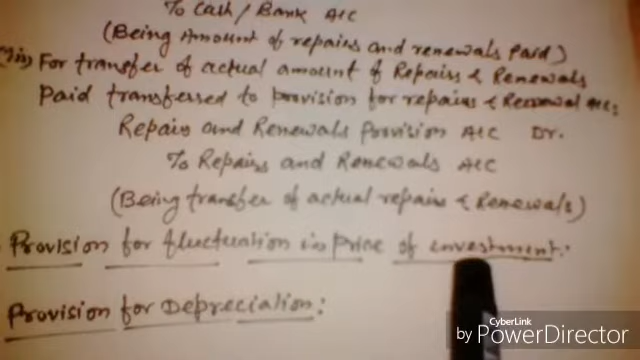 To Cash/Bank A/C
(Being Amount of repairs and renewals Paid)
(iii) For transfer of actual amount of Repairs & Renewals
Paid transferred to provision for repairs & Renewal A/C:
Repairs and Renewals Provision A/C Dr.
To Repairs and Renewals A/C
(Being transfer of actual repairs & Renewals)
Provision for fluctuation in price of investment:
Provision for Depreciation:
CyberLink
by PowerDirector